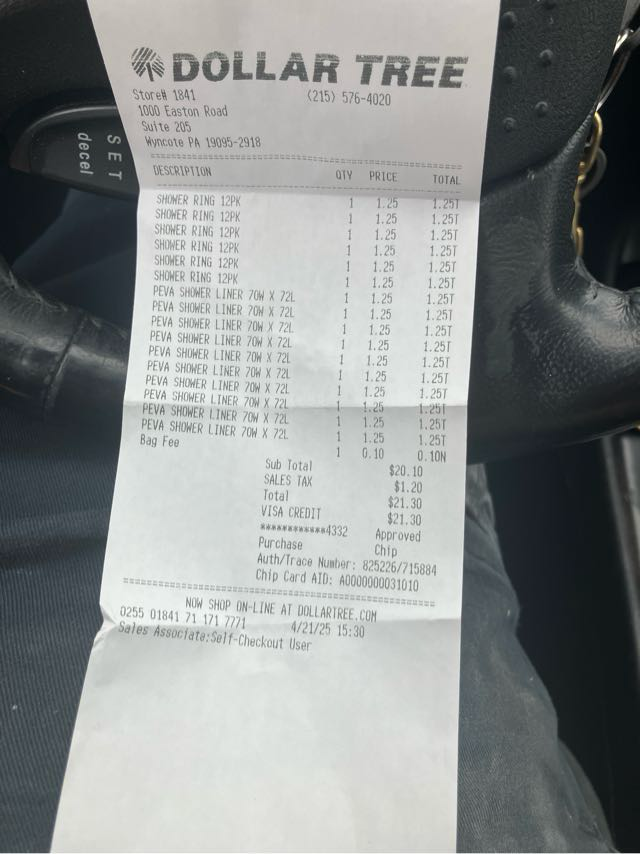 DOLLAR TREE
Store# 1841 (215) 576-4020
1000 Easton Road
Suite 205
Wyncote PA 19095-2918
DESCRIPTION QTY PRICE TOTAL
SHOWER RING 12PK 1 1.25 1.25T
SHOWER RING 12PK 1 1.25 1.25T
SHOWER RING 12PK 1 1.25 1.25T
SHOWER RING 12PK 1 1.25 1.25T
SHOWER RING 12PK 1 1.25 1.25T
SHOWER RING 12PK 1 1.25 1.25T
PEVA SHOWER LINER 70W X 72L 1 1.25 1.25T
PEVA SHOWER LINER 70W X 72L 1 1.25 1.25T
PEVA SHOWER LINER 70W X 72L 1 1.25 1.25T
PEVA SHOWER LINER 70W X 72L 1 1.25 1.25T
PEVA SHOWER LINER 70W X 72L 1 1.25 1.25T
PEVA SHOWER LINER 70W X 72L 1 1.25 1.25T
PEVA SHOWER LINER 70W X 72L 1 1.25 1.25T
PEVA SHOWER LINER 70W X 72L 1 1.25 1.25T
PEVA SHOWER LINER 70W X 72L 1 1.25 1.25T
PEVA SHOWER LINER 70W X 72L 1 1.25 1.25T
Bag Fee 1 0.10 0.10N
Sub Total $20.10
SALES TAX $1.20
Total $21.30
VISA CREDIT $21.30
************4332 Approved
Purchase Chip
Auth/Trace Number: 825226/715884
Chip Card AID: A0000000031010
NOW SHOP ON-LINE AT DOLLARTREE.COM
0255 01841 71 171 7771 4/21/25 15:30
Sales Associate:Self-Checkout User
SET
decel